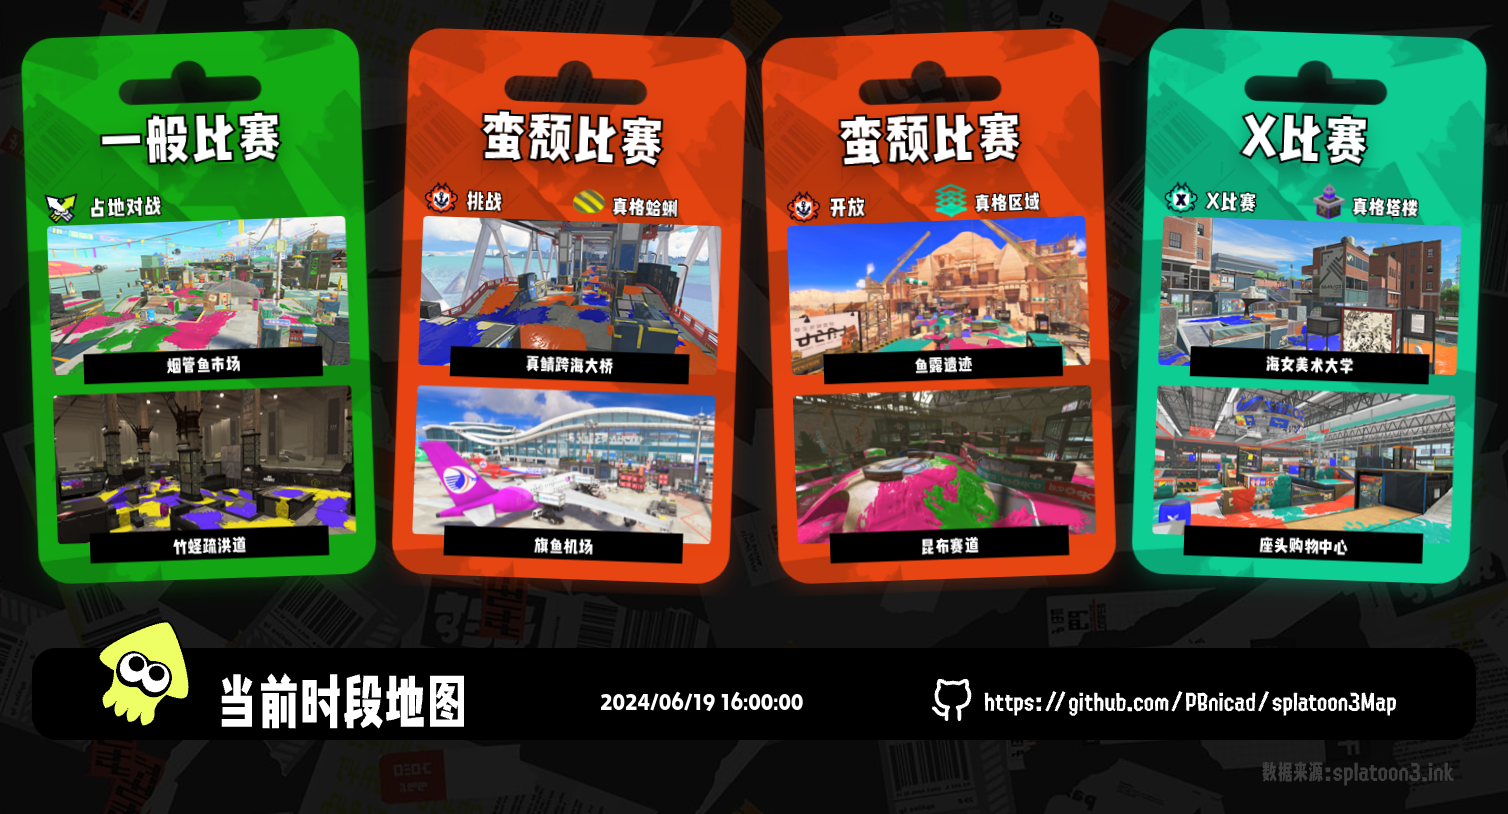 一般比赛
占地对战
烟管鱼市场
竹蛏疏洪道
蛮颓比赛
挑战
真格蛤蜊
真鲭跨海大桥
旗鱼机场
蛮颓比赛
开放
真格区域
鱼露遗迹
昆布赛道
X比赛
X比赛
真格塔楼
海女美术大学
座头购物中心
当前时段地图
2024/06/19 16:00:00
https://github.com/PBnicad/splatoon3Map
数据来源:splatoon3.ink